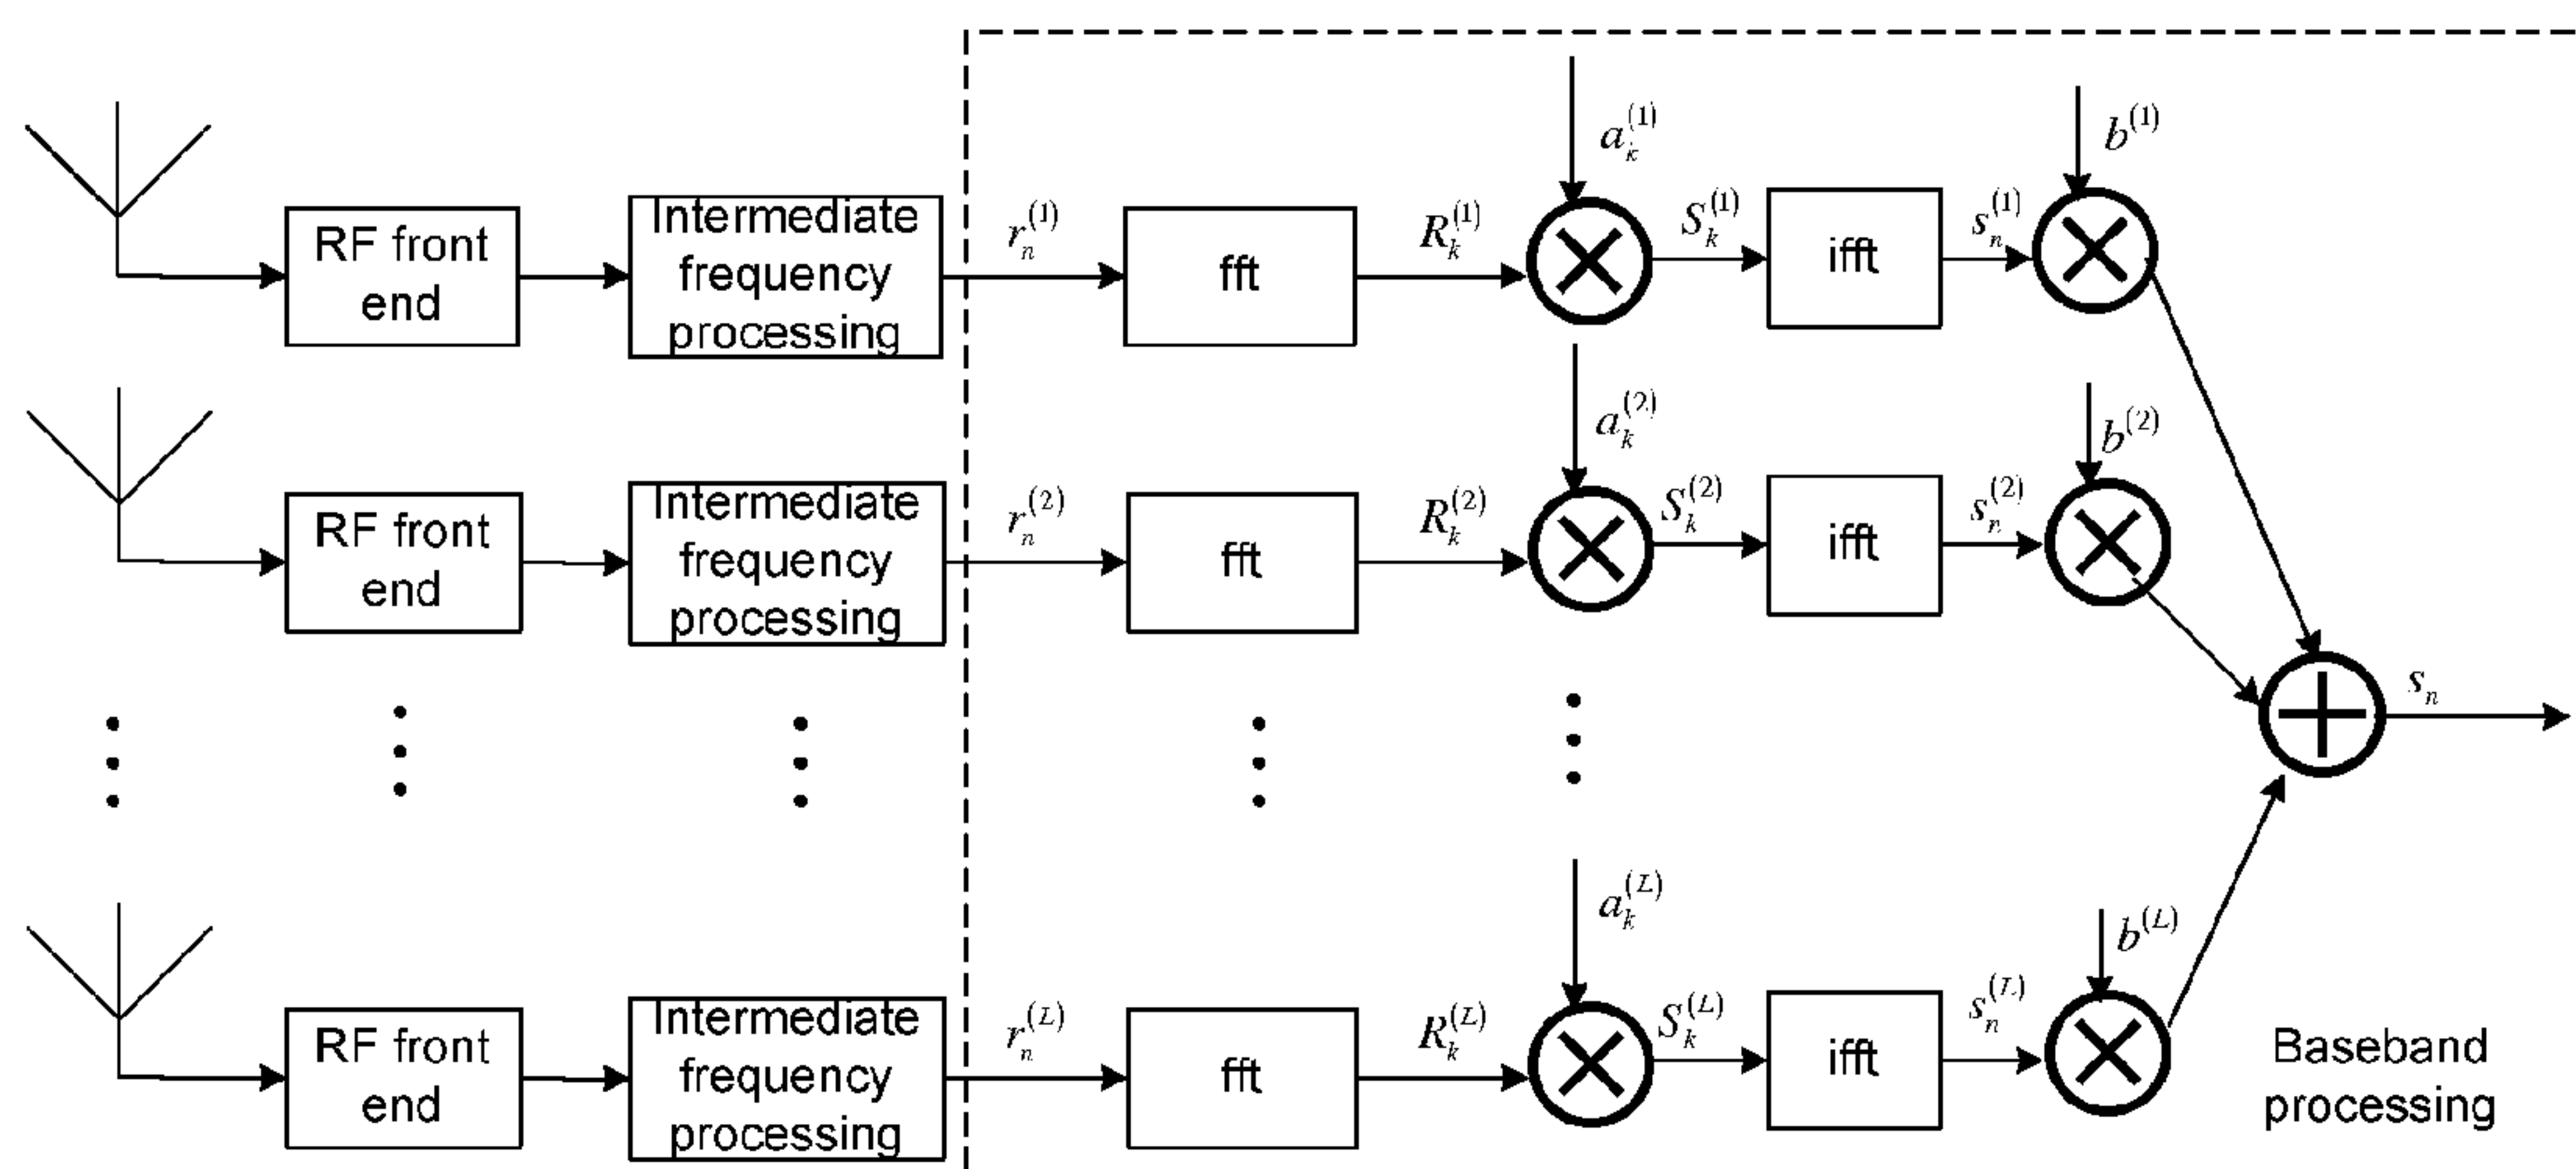 a_k^{(1)}
b^{(1)}
RF front
end
Intermediate
frequency
processing
r_n^{(1)}
fft
R_k^{(1)}
S_k^{(1)}
ifft
s_n^{(1)}
a_k^{(2)}
b^{(2)}
RF front
end
Intermediate
frequency
processing
r_n^{(2)}
fft
R_k^{(2)}
S_k^{(2)}
ifft
s_n^{(2)}
s_n
a_k^{(L)}
b^{(L)}
RF front
end
Intermediate
frequency
processing
r_n^{(L)}
fft
R_k^{(L)}
S_k^{(L)}
ifft
s_n^{(L)}
Baseband
processing